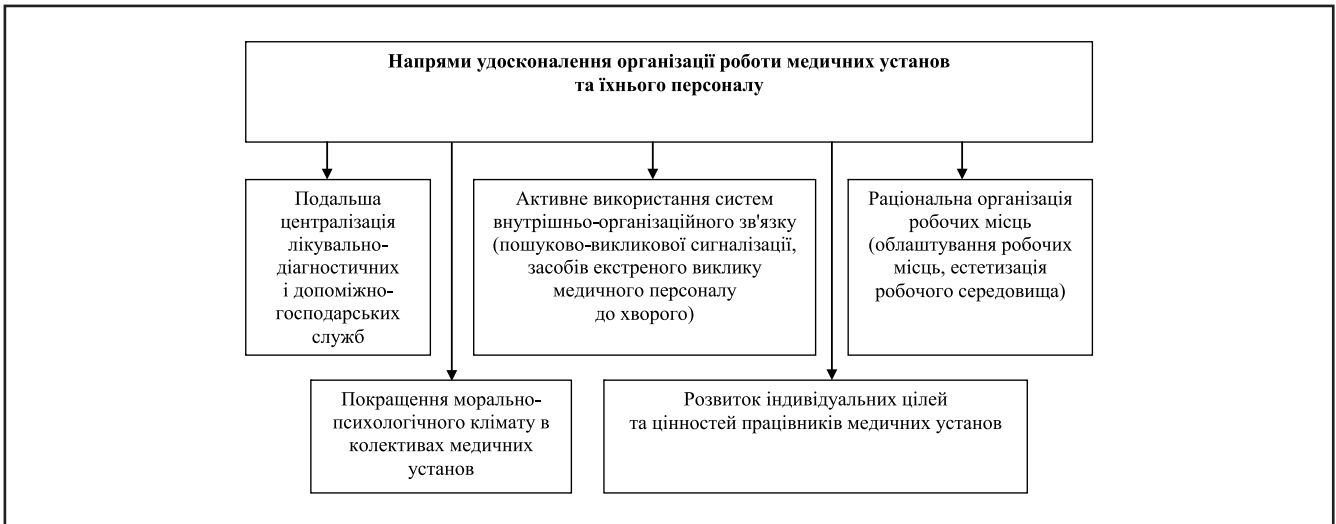 Напрями удосконалення організації роботи медичних установ
та їхнього персоналу
Подальша
централізація
лікувально-
діагностичних
і допоміжно-
господарських
служб
Активне використання систем
внутрішньо-організаційного зв'язку
(пошуково-викликової сигналізації,
засобів екстреного виклику
медичного персоналу
до хворого)
Раціональна організація
робочих місць
(облаштування робочих
місць, естетизація
робочого середовища)
Покращення морально-
психологічного клімату в
колективах медичних
установ
Розвиток індивідуальних цілей
та цінностей працівників медичних установ